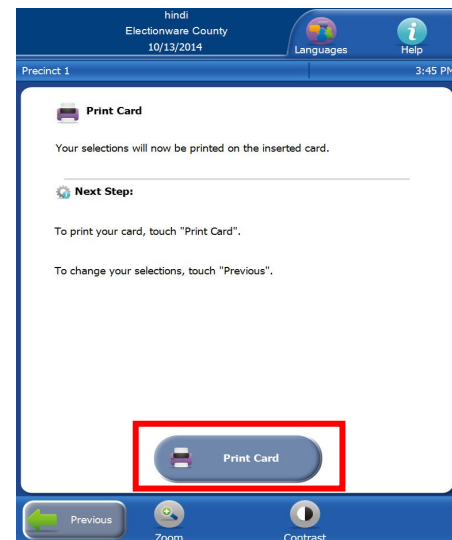 hindi
Electionware County
10/13/2014
Languages
Help
Precinct 1
3:45 PM
Print Card
Your selections will now be printed on the inserted card.
Next Step:
To print your card, touch "Print Card".
To change your selections, touch "Previous".
Print Card
Previous
Zoom
Contrast